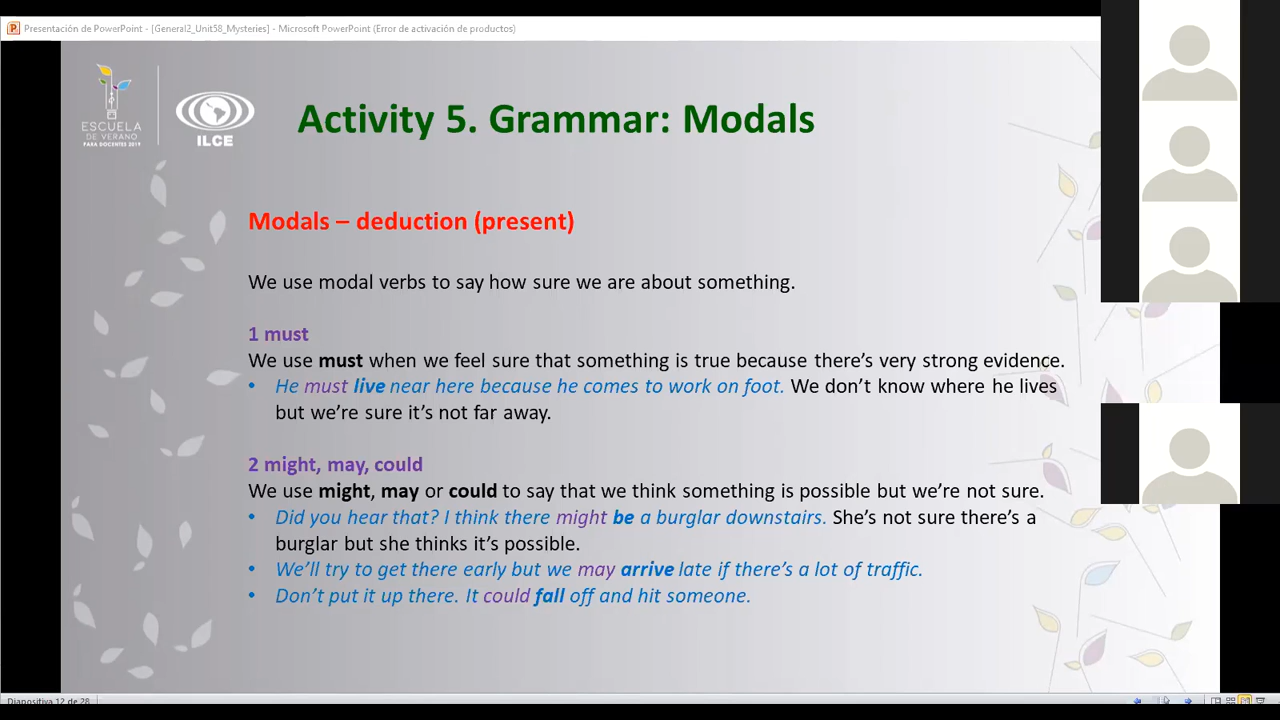 Presentación de PowerPoint - [General2_Unit58_Mysteries] - Microsoft PowerPoint (Error de activación de productos)
ESCUELA
DE VERANO
PARA DOCENTES 2019
ILCE
Activity 5. Grammar: Modals
Modals – deduction (present)
We use modal verbs to say how sure we are about something.
1 must
We use must when we feel sure that something is true because there's very strong evidence.
• He must live near here because he comes to work on foot. We don't know where he lives
but we're sure it's not far away.
2 might, may, could
We use might, may or could to say that we think something is possible but we're not sure.
• Did you hear that? I think there might be a burglar downstairs. She's not sure there's a
burglar but she thinks it's possible.
• We'll try to get there early but we may arrive late if there's a lot of traffic.
• Don't put it up there. It could fall off and hit someone.
Diapositiva 12 de 28